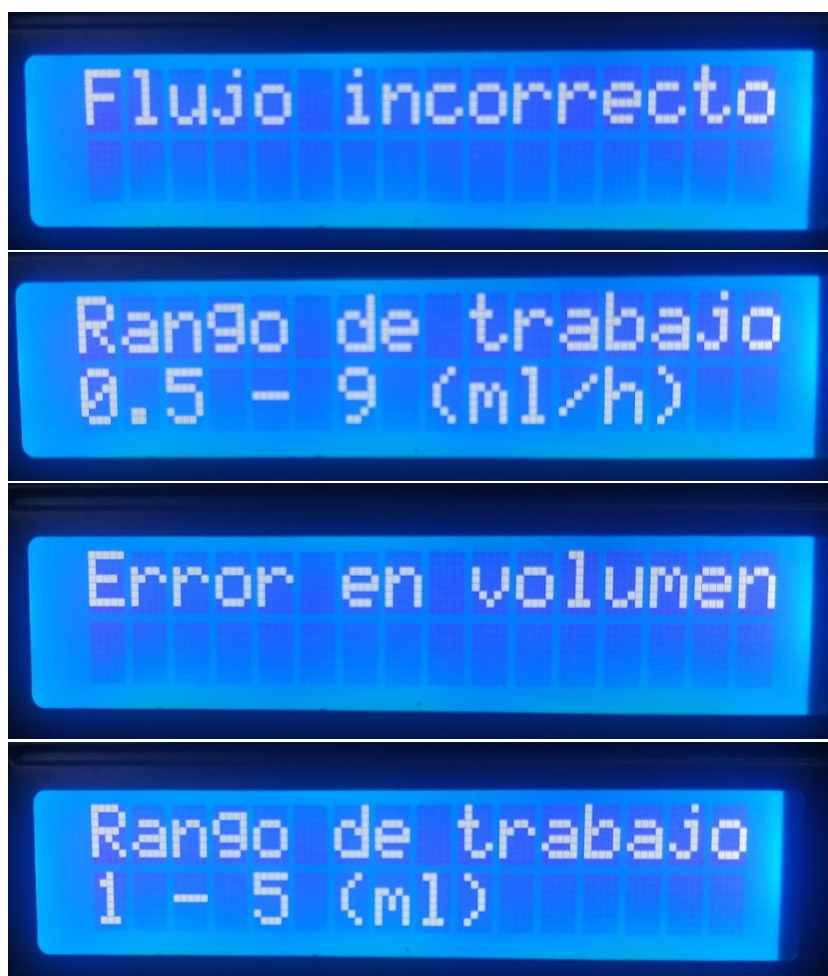 Flujo incorrecto
Rango de trabajo
0.5 - 9 (ml/h)
Error en volumen
Rango de trabajo
1 - 5 (ml)